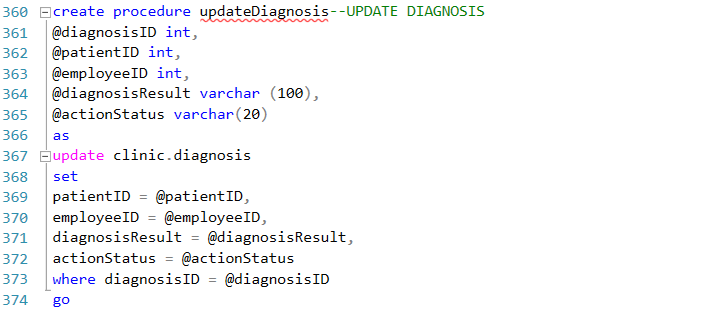 360 create procedure updateDiagnosis--UPDATE DIAGNOSIS
361 @diagnosisID int,
362 @patientID int,
363 @employeeID int,
364 @diagnosisResult varchar (100),
365 @actionStatus varchar(20)
366 as
367 update clinic.diagnosis
368 set
369 patientID = @patientID,
370 employeeID = @employeeID,
371 diagnosisResult = @diagnosisResult,
372 actionStatus = @actionStatus
373 where diagnosisID = @diagnosisID
374 go